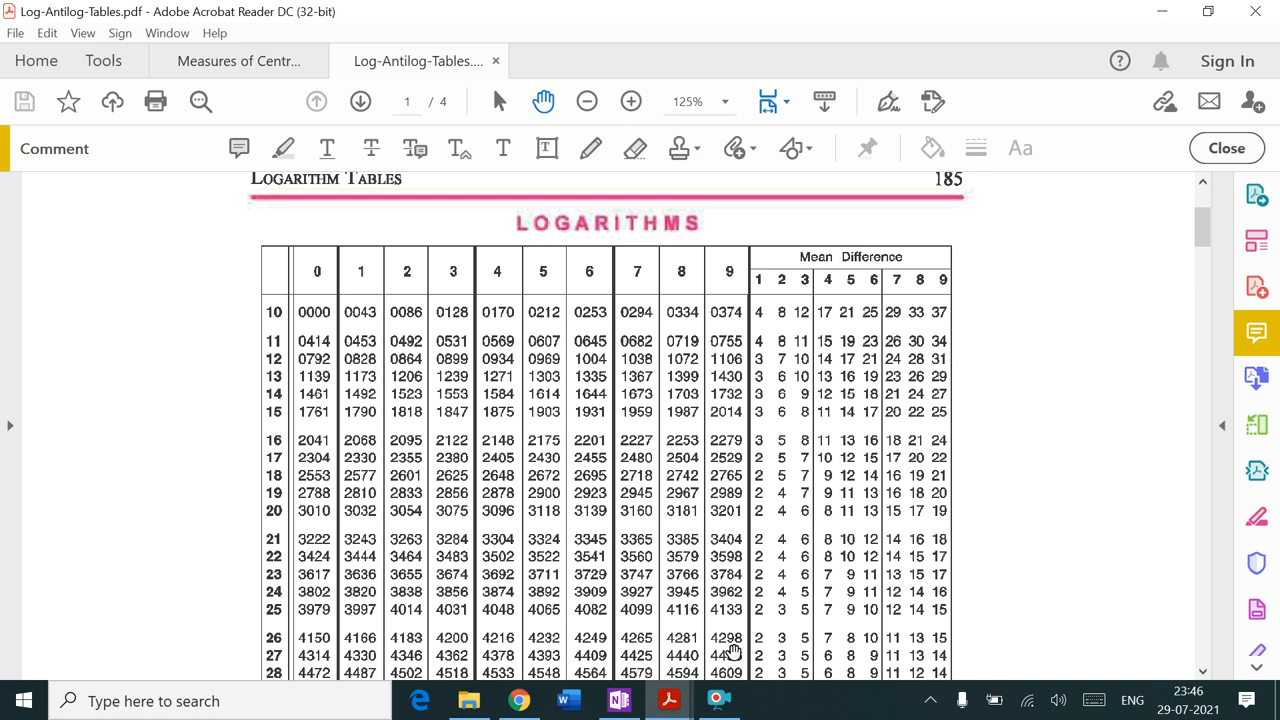 Log-Antilog-Tables.pdf - Adobe Acrobat Reader DC (32-bit)
File Edit View Sign Window Help
Home Tools Measures of Centr... Log-Antilog-Tables.... × Sign In
1 / 4 125%
Comment Aa Close
LOGARITHM TABLES 185
LOGARITHMS
Mean Difference
0 1 2 3 4 5 6 7 8 9 1 2 3 4 5 6 7 8 9
10 0000 0043 0086 0128 0170 0212 0253 0294 0334 0374 4 8 12 17 21 25 29 33 37
11 0414 0453 0492 0531 0569 0607 0645 0682 0719 0755 4 8 11 15 19 23 26 30 34
12 0792 0828 0864 0899 0934 0969 1004 1038 1072 1106 3 7 10 14 17 21 24 28 31
13 1139 1173 1206 1239 1271 1303 1335 1367 1399 1430 3 6 10 13 16 19 23 26 29
14 1461 1492 1523 1553 1584 1614 1644 1673 1703 1732 3 6 9 12 15 18 21 24 27
15 1761 1790 1818 1847 1875 1903 1931 1959 1987 2014 3 6 8 11 14 17 20 22 25
16 2041 2068 2095 2122 2148 2175 2201 2227 2253 2279 3 5 8 11 13 16 18 21 24
17 2304 2330 2355 2380 2405 2430 2455 2480 2504 2529 2 5 7 10 12 15 17 20 22
18 2553 2577 2601 2625 2648 2672 2695 2718 2742 2765 2 5 7 9 12 14 16 19 21
19 2788 2810 2833 2856 2878 2900 2923 2945 2967 2989 2 4 7 9 11 13 16 18 20
20 3010 3032 3054 3075 3096 3118 3139 3160 3181 3201 2 4 6 8 11 13 15 17 19
21 3222 3243 3263 3284 3304 3324 3345 3365 3385 3404 2 4 6 8 10 12 14 16 18
22 3424 3444 3464 3483 3502 3522 3541 3560 3579 3598 2 4 6 8 10 12 14 15 17
23 3617 3636 3655 3674 3692 3711 3729 3747 3766 3784 2 4 6 7 9 11 13 15 17
24 3802 3820 3838 3856 3874 3892 3909 3927 3945 3962 2 4 5 7 9 11 12 14 16
25 3979 3997 4014 4031 4048 4065 4082 4099 4116 4133 2 3 5 7 9 10 12 14 15
26 4150 4166 4183 4200 4216 4232 4249 4265 4281 4298 2 3 5 7 8 10 11 13 15
27 4314 4330 4346 4362 4378 4393 4409 4425 4440 2 3 5 6 8 9 11 13 14
28 4472 4487 4502 4518 4533 4548 4564 4579 4594 4609 2 3 5 6 8 9 11 12 14
Type here to search ENG 23:46
29-07-2021